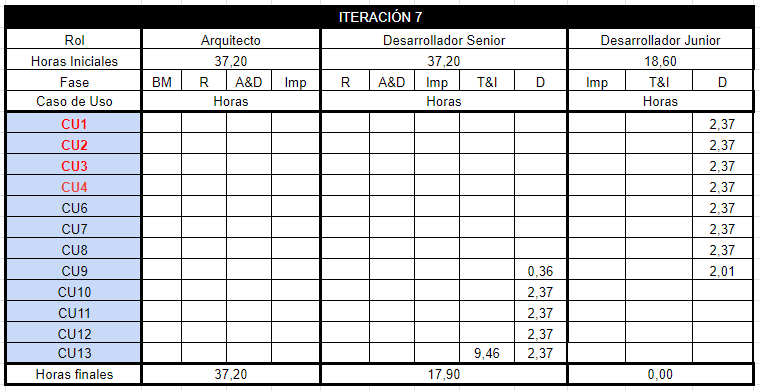 ITERACIÓN 7
Rol Arquitecto Desarrollador Senior Desarrollador Junior
Horas Iniciales 37,20 37,20 18,60
Fase BM R A&D Imp R A&D Imp T&I D Imp T&I D
Caso de Uso Horas Horas Horas
CU1 2,37
CU2 2,37
CU3 2,37
CU4 2,37
CU6 2,37
CU7 2,37
CU8 2,37
CU9 0,36 2,01
CU10 2,37
CU11 2,37
CU12 2,37
CU13 9,46 2,37
Horas finales 37,20 17,90 0,00